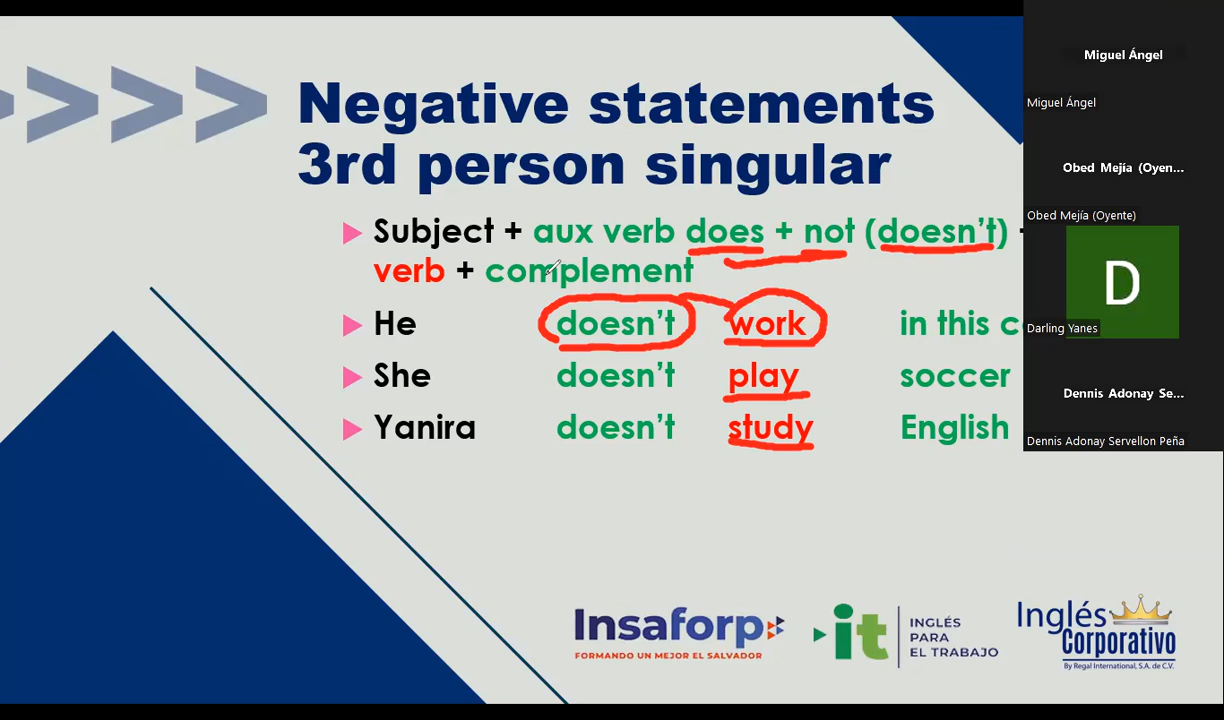 Negative statements
3rd person singular
Subject + aux verb does + not (doesn't)
verb + complement
He doesn't work in this
She doesn't play soccer
Yanira doesn't study English
Miguel Ángel
Miguel Ángel
Obed Mejía (Oyen...
Obed Mejía (Oyente)
D
Darling Yanes
Dennis Adonay Se...
Dennis Adonay Servellon Peña
Insaforp
FORMANDO UN MEJOR EL SALVADOR
it
INGLÉS
PARA
EL TRABAJO
Inglés
Corporativo
By Regal International, S.A. de C.V.